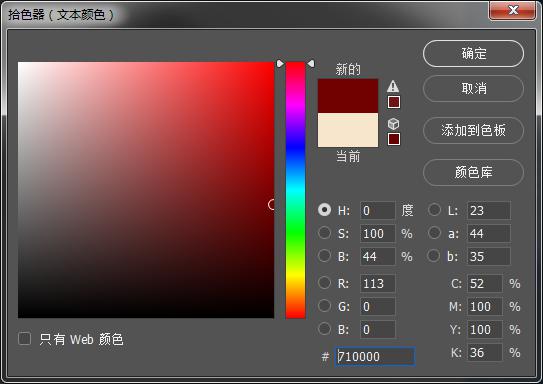 拾色器（文本颜色）
新的
当前
确定
取消
添加到色板
颜色库
H: 0 度
L: 23
S: 100 %
a: 44
B: 44 %
b: 35
R: 113
C: 52 %
G: 0
M: 100 %
B: 0
Y: 100 %
# 710000
K: 36 %
只有 Web 颜色